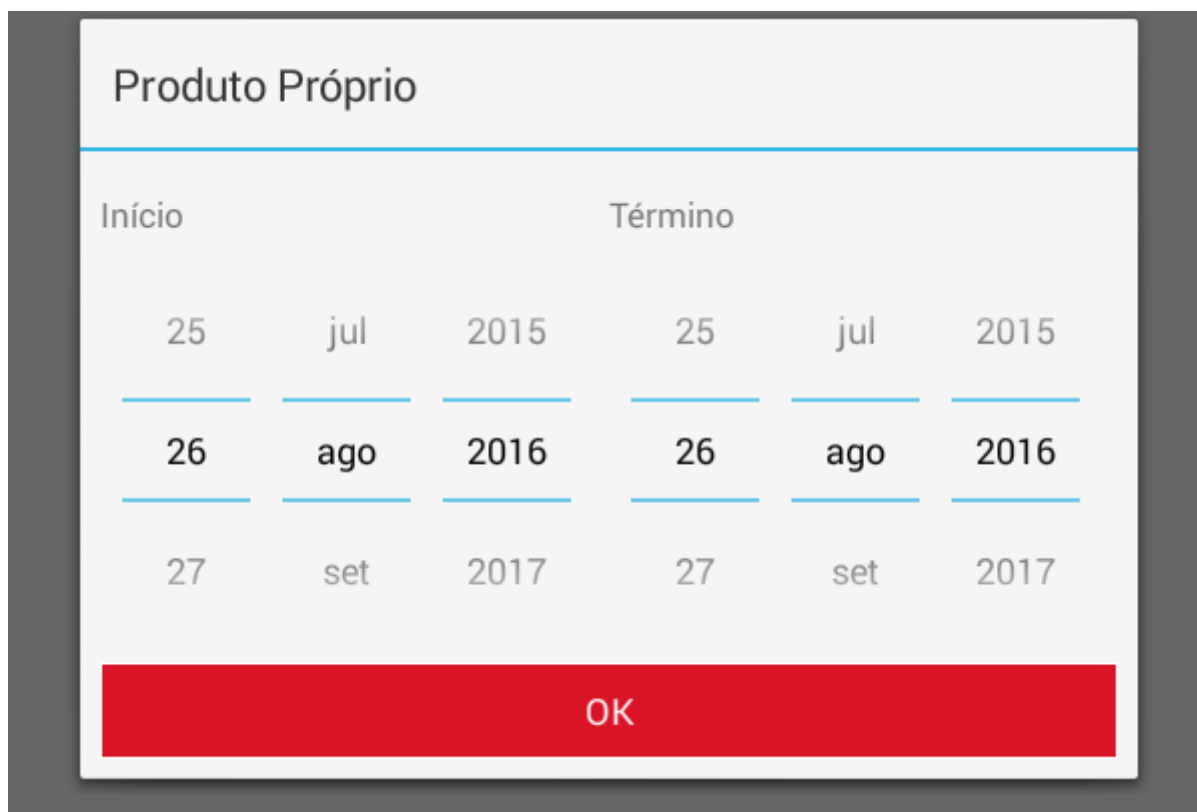 Produto Próprio
Início Término
25 jul 2015 25 jul 2015
26 ago 2016 26 ago 2016
27 set 2017 27 set 2017
OK